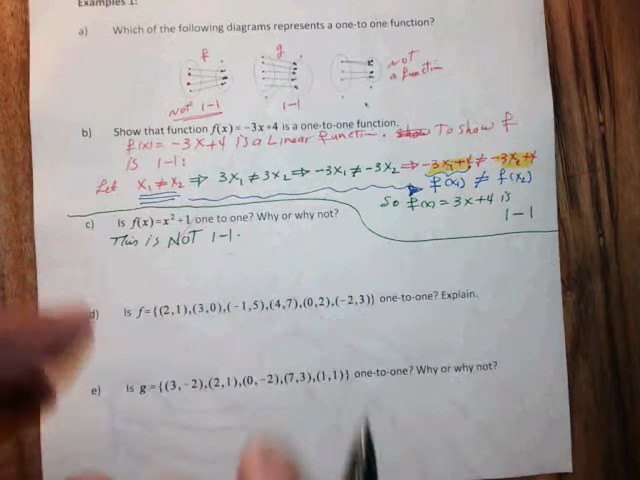 Examples 1:
a) Which of the following diagrams represents a one-to one function?
f g
Not 1-1 1-1 Not a function
b) Show that function f(x)=-3x+4 is a one-to-one function.
f(x) = -3x+4 is a Linear function. To show f
is 1-1:
Let x₁≠x₂ ⇒ 3x₁≠3x₂ ⇒ -3x₁≠-3x₂ ⇒ -3x₁+4 ≠ -3x₂+4
f(x₁) ≠ f(x₂)
So f(x)=3x+4 is
1-1
c) Is f(x)=x²+1 one to one? Why or why not?
This is NOT 1-1.
d) Is f={(2,1),(3,0),(-1,5),(4,7),(0,2),(-2,3)} one-to-one? Explain.
e) Is g={(3,-2),(2,1),(0,-2),(7,3),(1,1)} one-to-one? Why or why not?